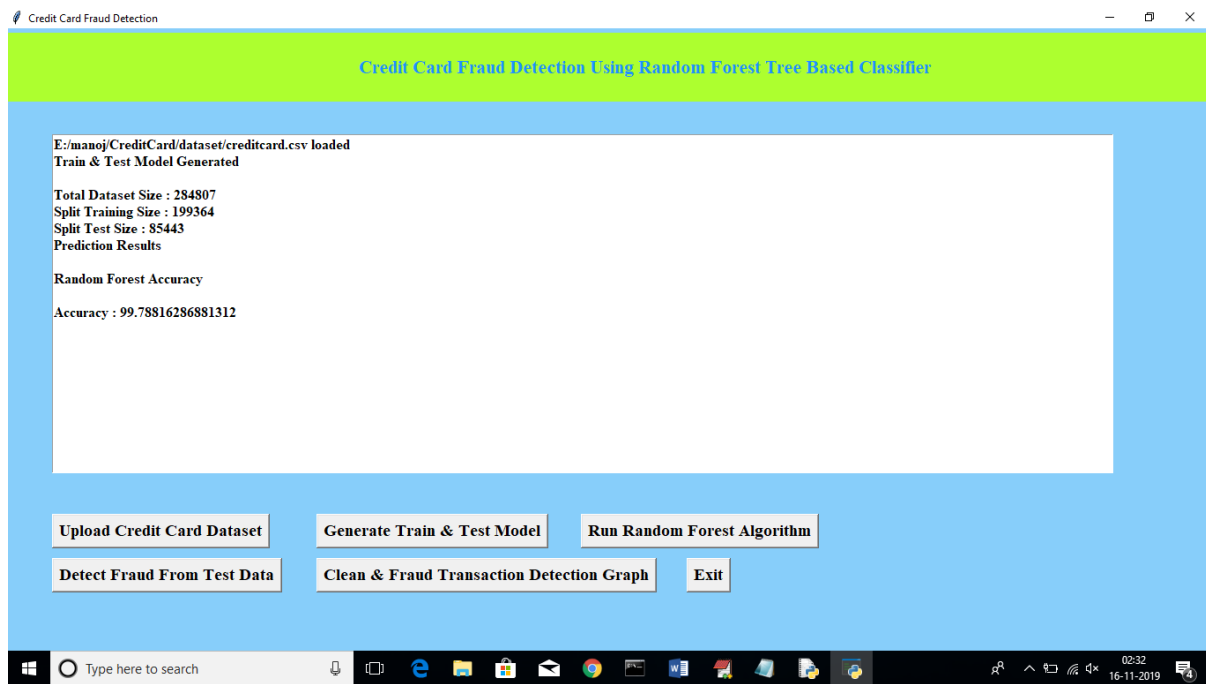 Credit Card Fraud Detection
Credit Card Fraud Detection Using Random Forest Tree Based Classifier
E:/manoj/CreditCard/dataset/creditcard.csv loaded
Train & Test Model Generated
Total Dataset Size : 284807
Split Training Size : 199364
Split Test Size : 85443
Prediction Results
Random Forest Accuracy
Accuracy : 99.78816286881312
Upload Credit Card Dataset
Generate Train & Test Model
Run Random Forest Algorithm
Detect Fraud From Test Data
Clean & Fraud Transaction Detection Graph
Exit
Type here to search
02:32
16-11-2019
4